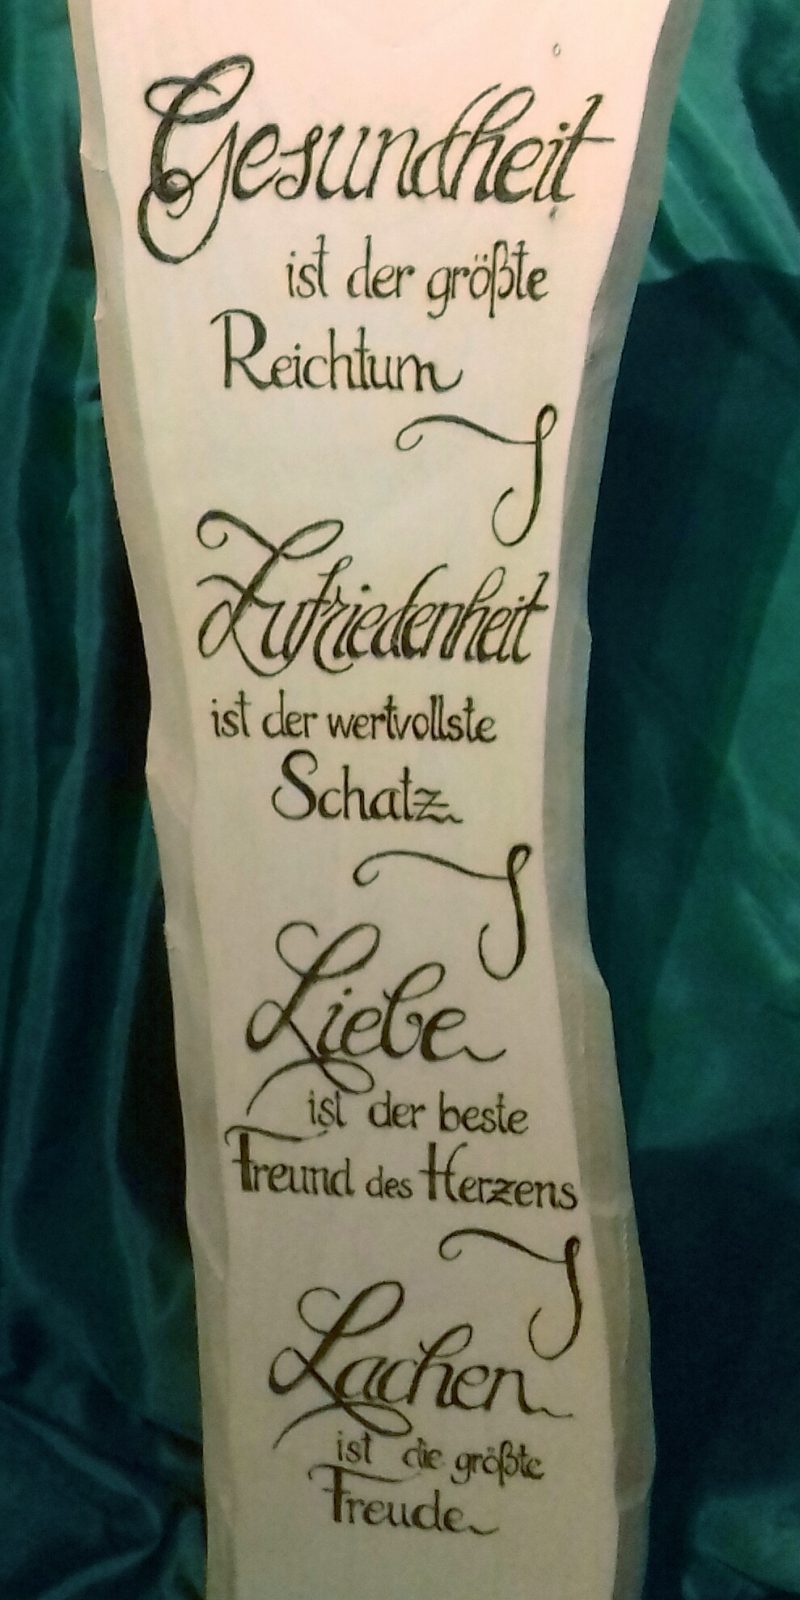 Gesundheit
ist der größte
Reichtum
Zufriedenheit
ist der wertvollste
Schatz
Liebe
ist der beste
Freund des Herzens
Lachen
ist die größte
Freude